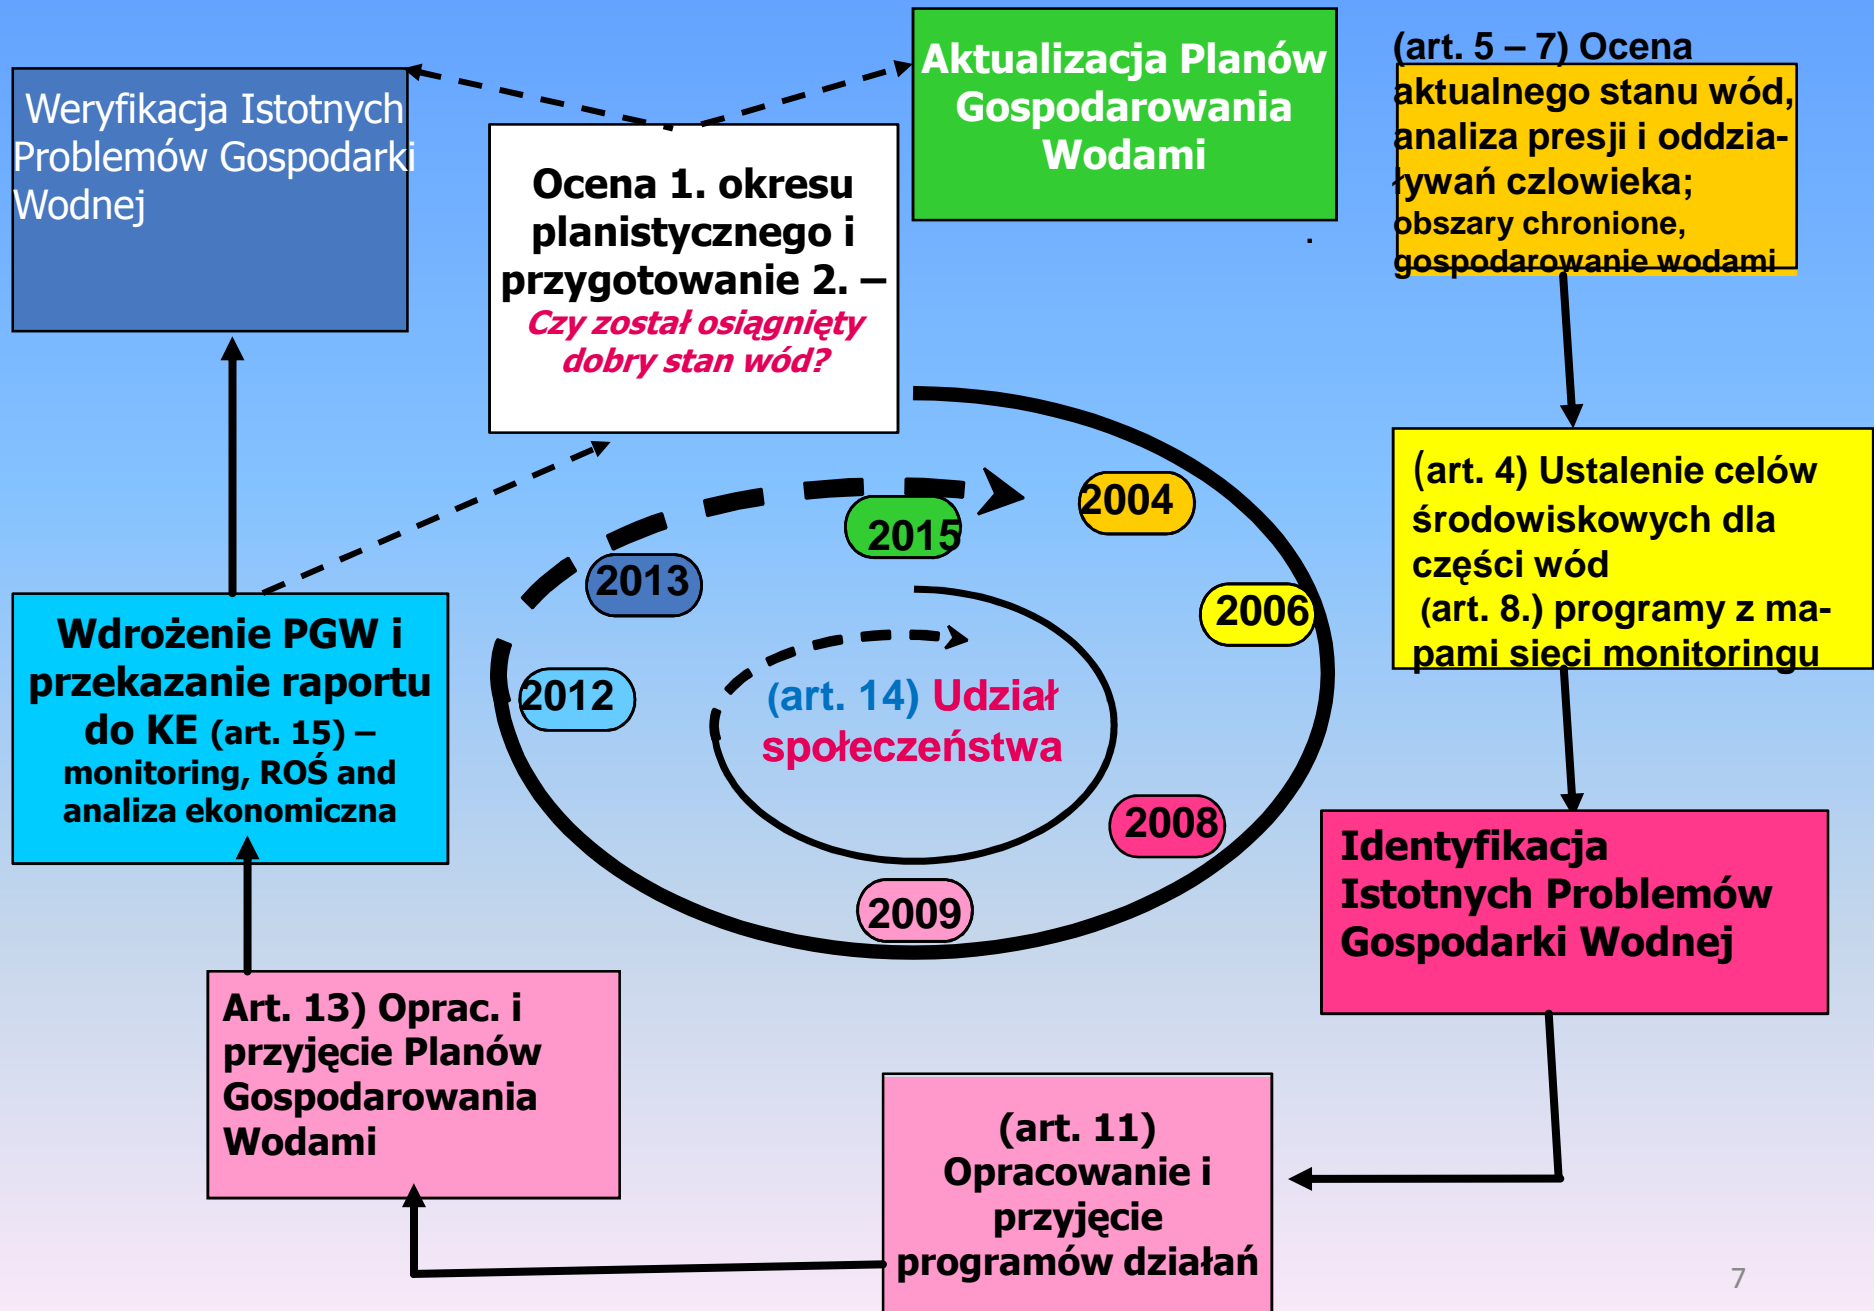 Weryfikacja Istotnych
Problemów Gospodarki
Wodnej
Ocena 1. okresu
planistycznego i
przygotowanie 2. –
Czy został osiągnięty
dobry stan wód?
Aktualizacja Planów
Gospodarowania
Wodami
.
(art. 5 – 7) Ocena
aktualnego stanu wód,
analiza presji i oddzia-
ływań czlowieka;
obszary chronione,
gospodarowanie wodami
(art. 4) Ustalenie celów
środowiskowych dla
części wód
(art. 8.) programy z ma-
pami sieci monitoringu
Identyfikacja
Istotnych Problemów
Gospodarki Wodnej
(art. 11)
Opracowanie i
przyjęcie
programów działań
Art. 13) Oprac. i
przyjęcie Planów
Gospodarowania
Wodami
Wdrożenie PGW i
przekazanie raportu
do KE (art. 15) –
monitoring, ROŚ and
analiza ekonomiczna
2004
2006
2008
2009
2012
2013
2015
(art. 14) Udział
społeczeństwa
7